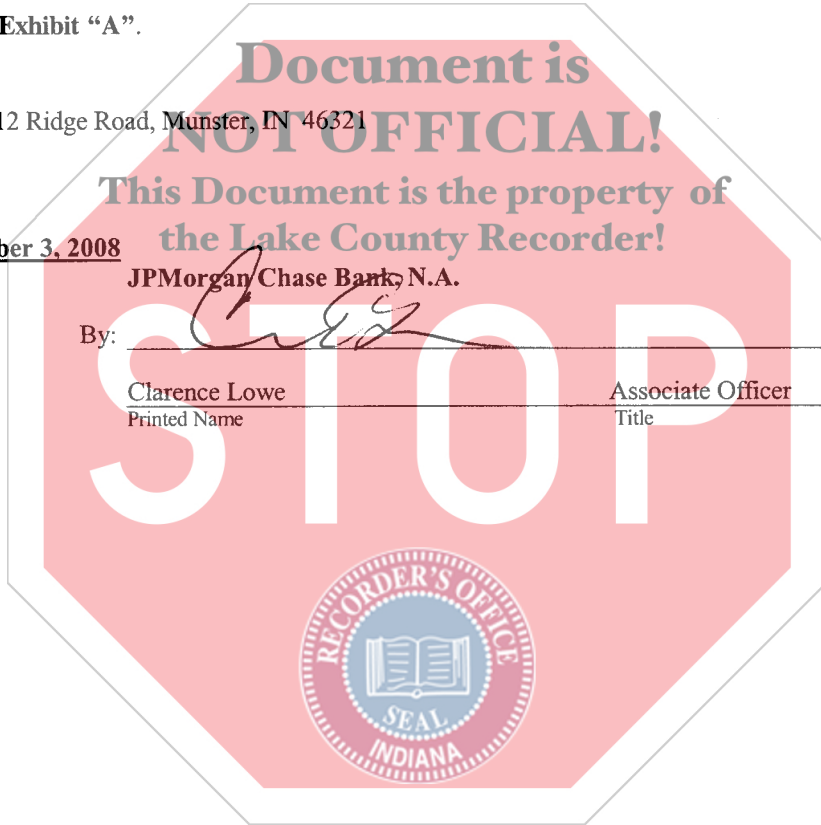 Exhibit “A”.
Document is
12 Ridge Road, Munster, IN 46321
NOT OFFICIAL!
This Document is the property of
the Lake County Recorder!
ber 3, 2008
JPMorgan Chase Bank, N.A.
By:
Clarence Lowe Associate Officer
Printed Name Title
STOP
RECORDER'S OFFICE
SEAL
INDIANA